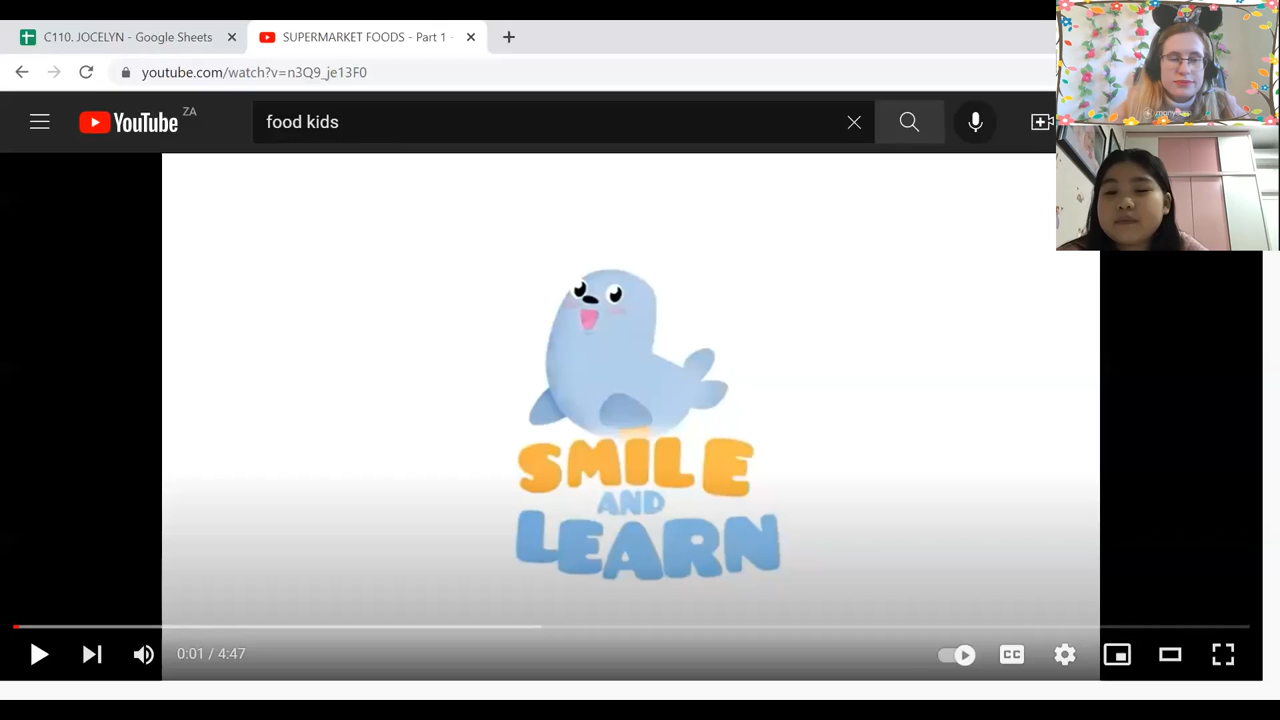 C110. JOCELYN - Google Sheets
SUPERMARKET FOODS - Part 1 -
youtube.com/watch?v=n3Q9_je13F0
YouTube ZA
food kids
SMILE
AND
LEARN
0:01 / 4:47
CC